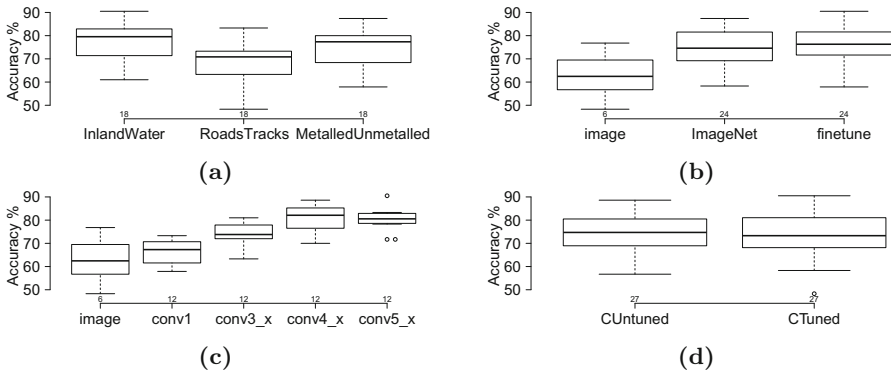 90
80
70
60
50
Accuracy %
18 18 18
InlandWater RoadsTracks MetalledUnmetalled
(a)
90
80
70
60
50
Accuracy %
6 24 24
image ImageNet finetune
(b)
90
80
70
60
50
Accuracy %
6 12 12 12 12
image conv1 conv3_x conv4_x conv5_x
(c)
90
80
70
60
50
Accuracy %
27 27
CUntuned CTuned
(d)